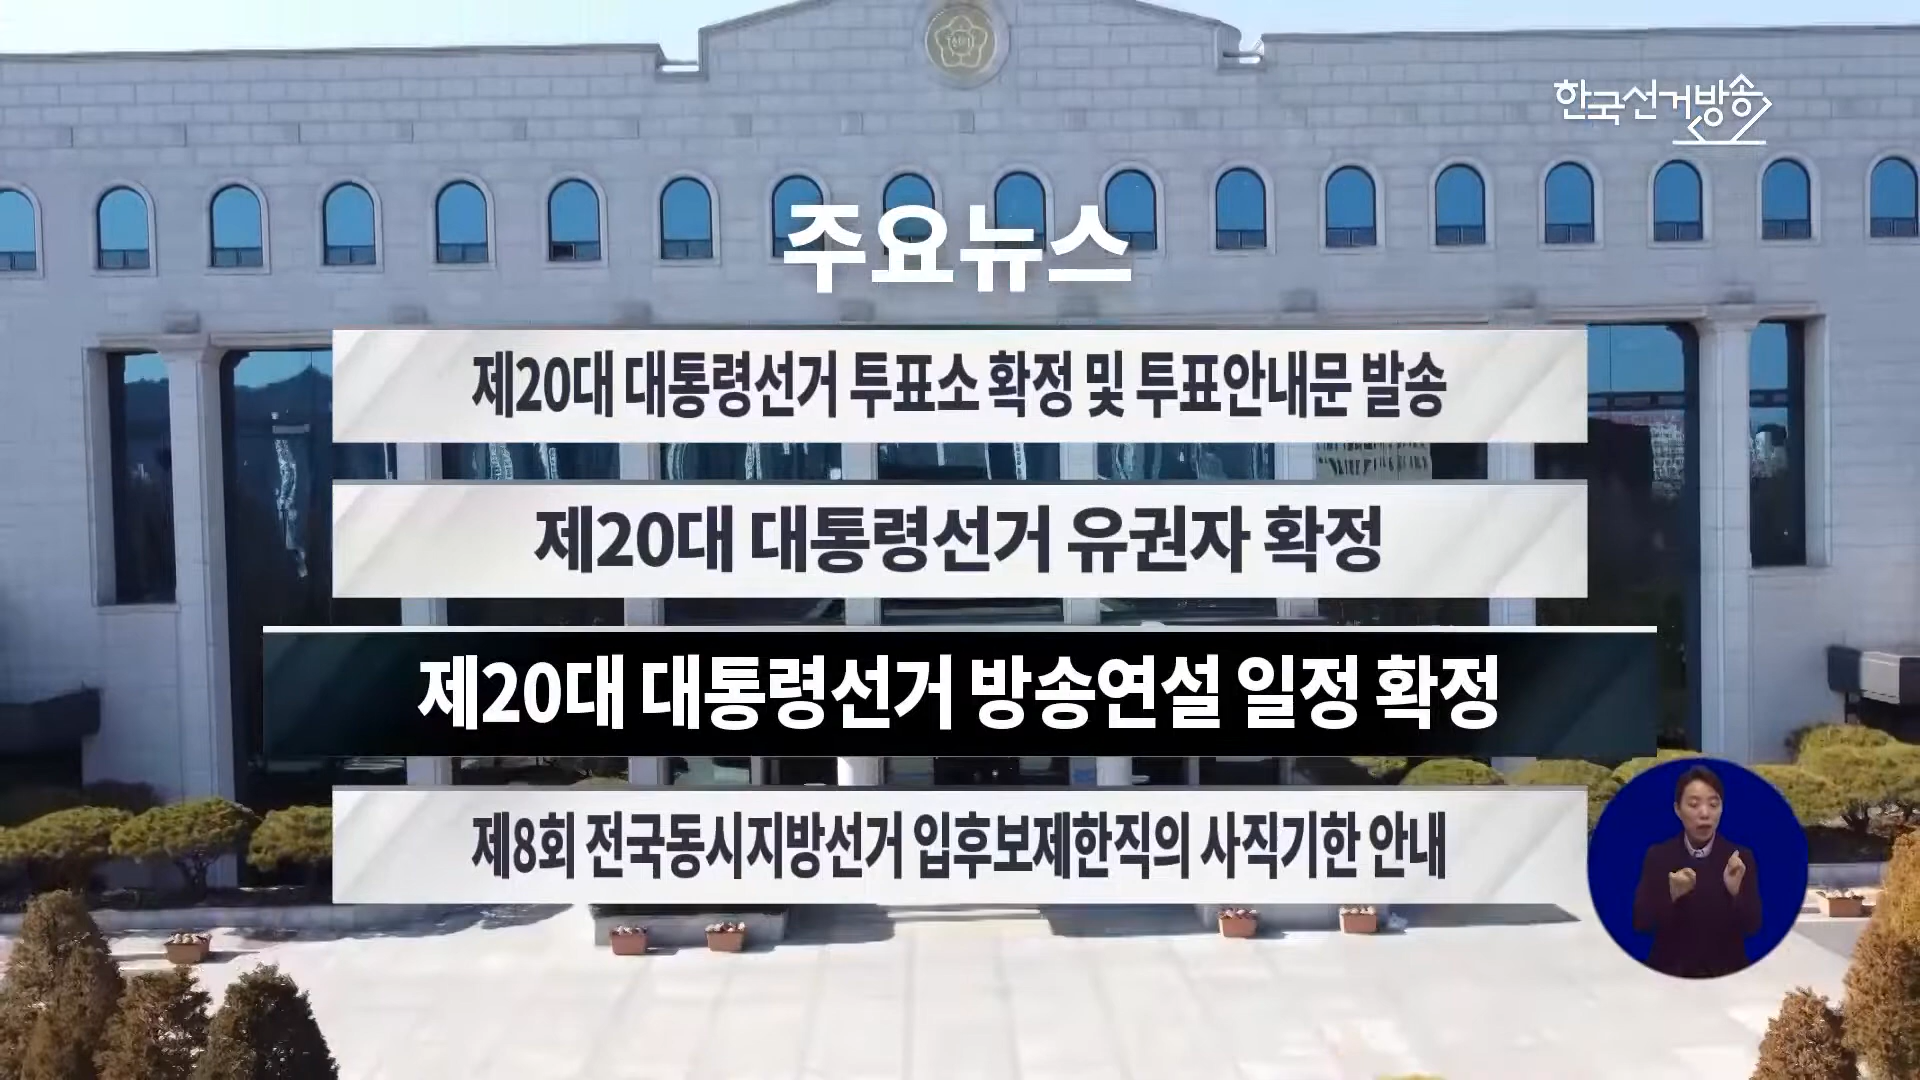 한국선거방송
주요뉴스
제20대 대통령선거 투표소 확정 및 투표안내문 발송
제20대 대통령선거 유권자 확정
제20대 대통령선거 방송연설 일정 확정
제8회 전국동시지방선거 입후보제한직의 사직기한 안내